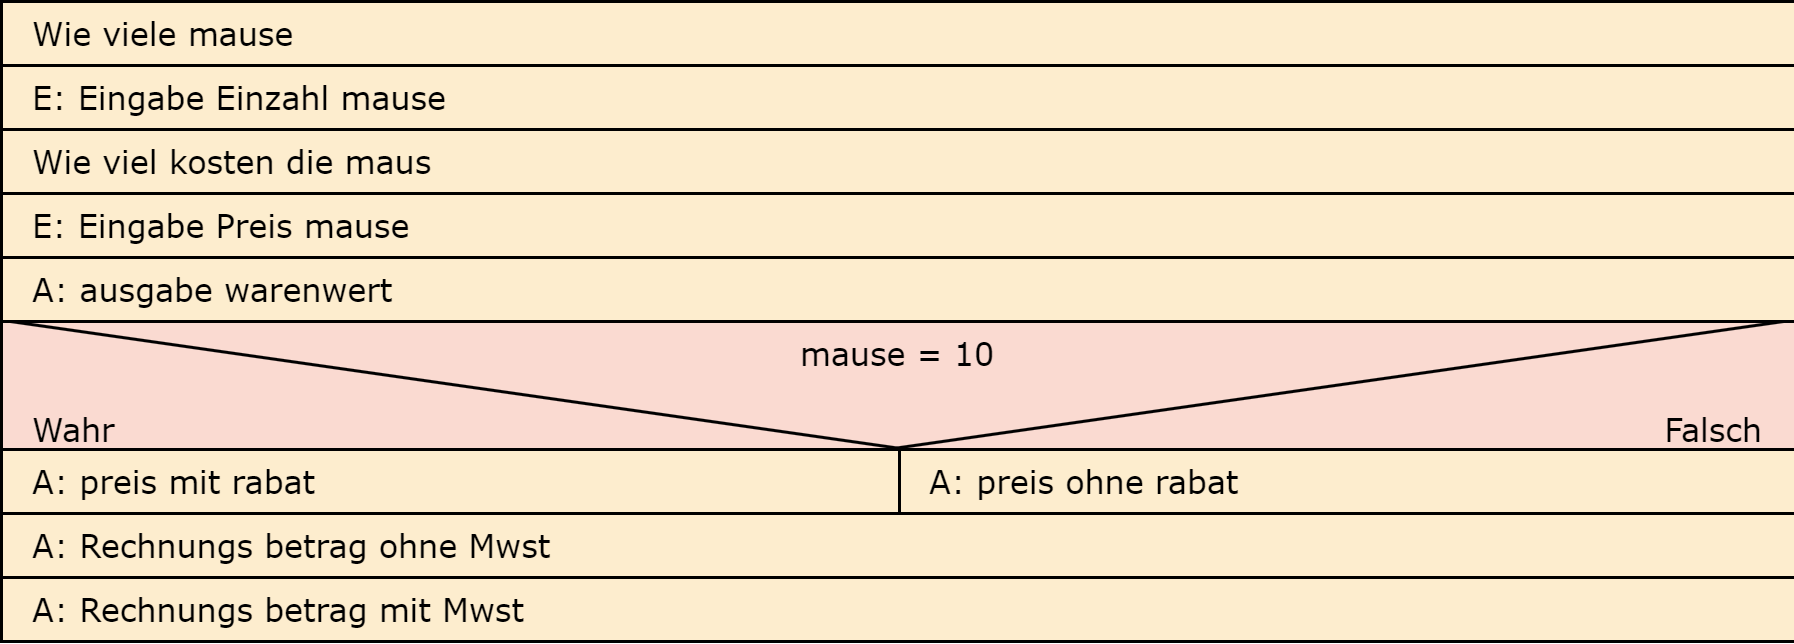 Wie viele mause
E: Eingabe Einzahl mause
Wie viel kosten die maus
E: Eingabe Preis mause
A: ausgabe warenwert
mause = 10
Wahr
Falsch
A: preis mit rabat
A: preis ohne rabat
A: Rechnungs betrag ohne Mwst
A: Rechnungs betrag mit Mwst